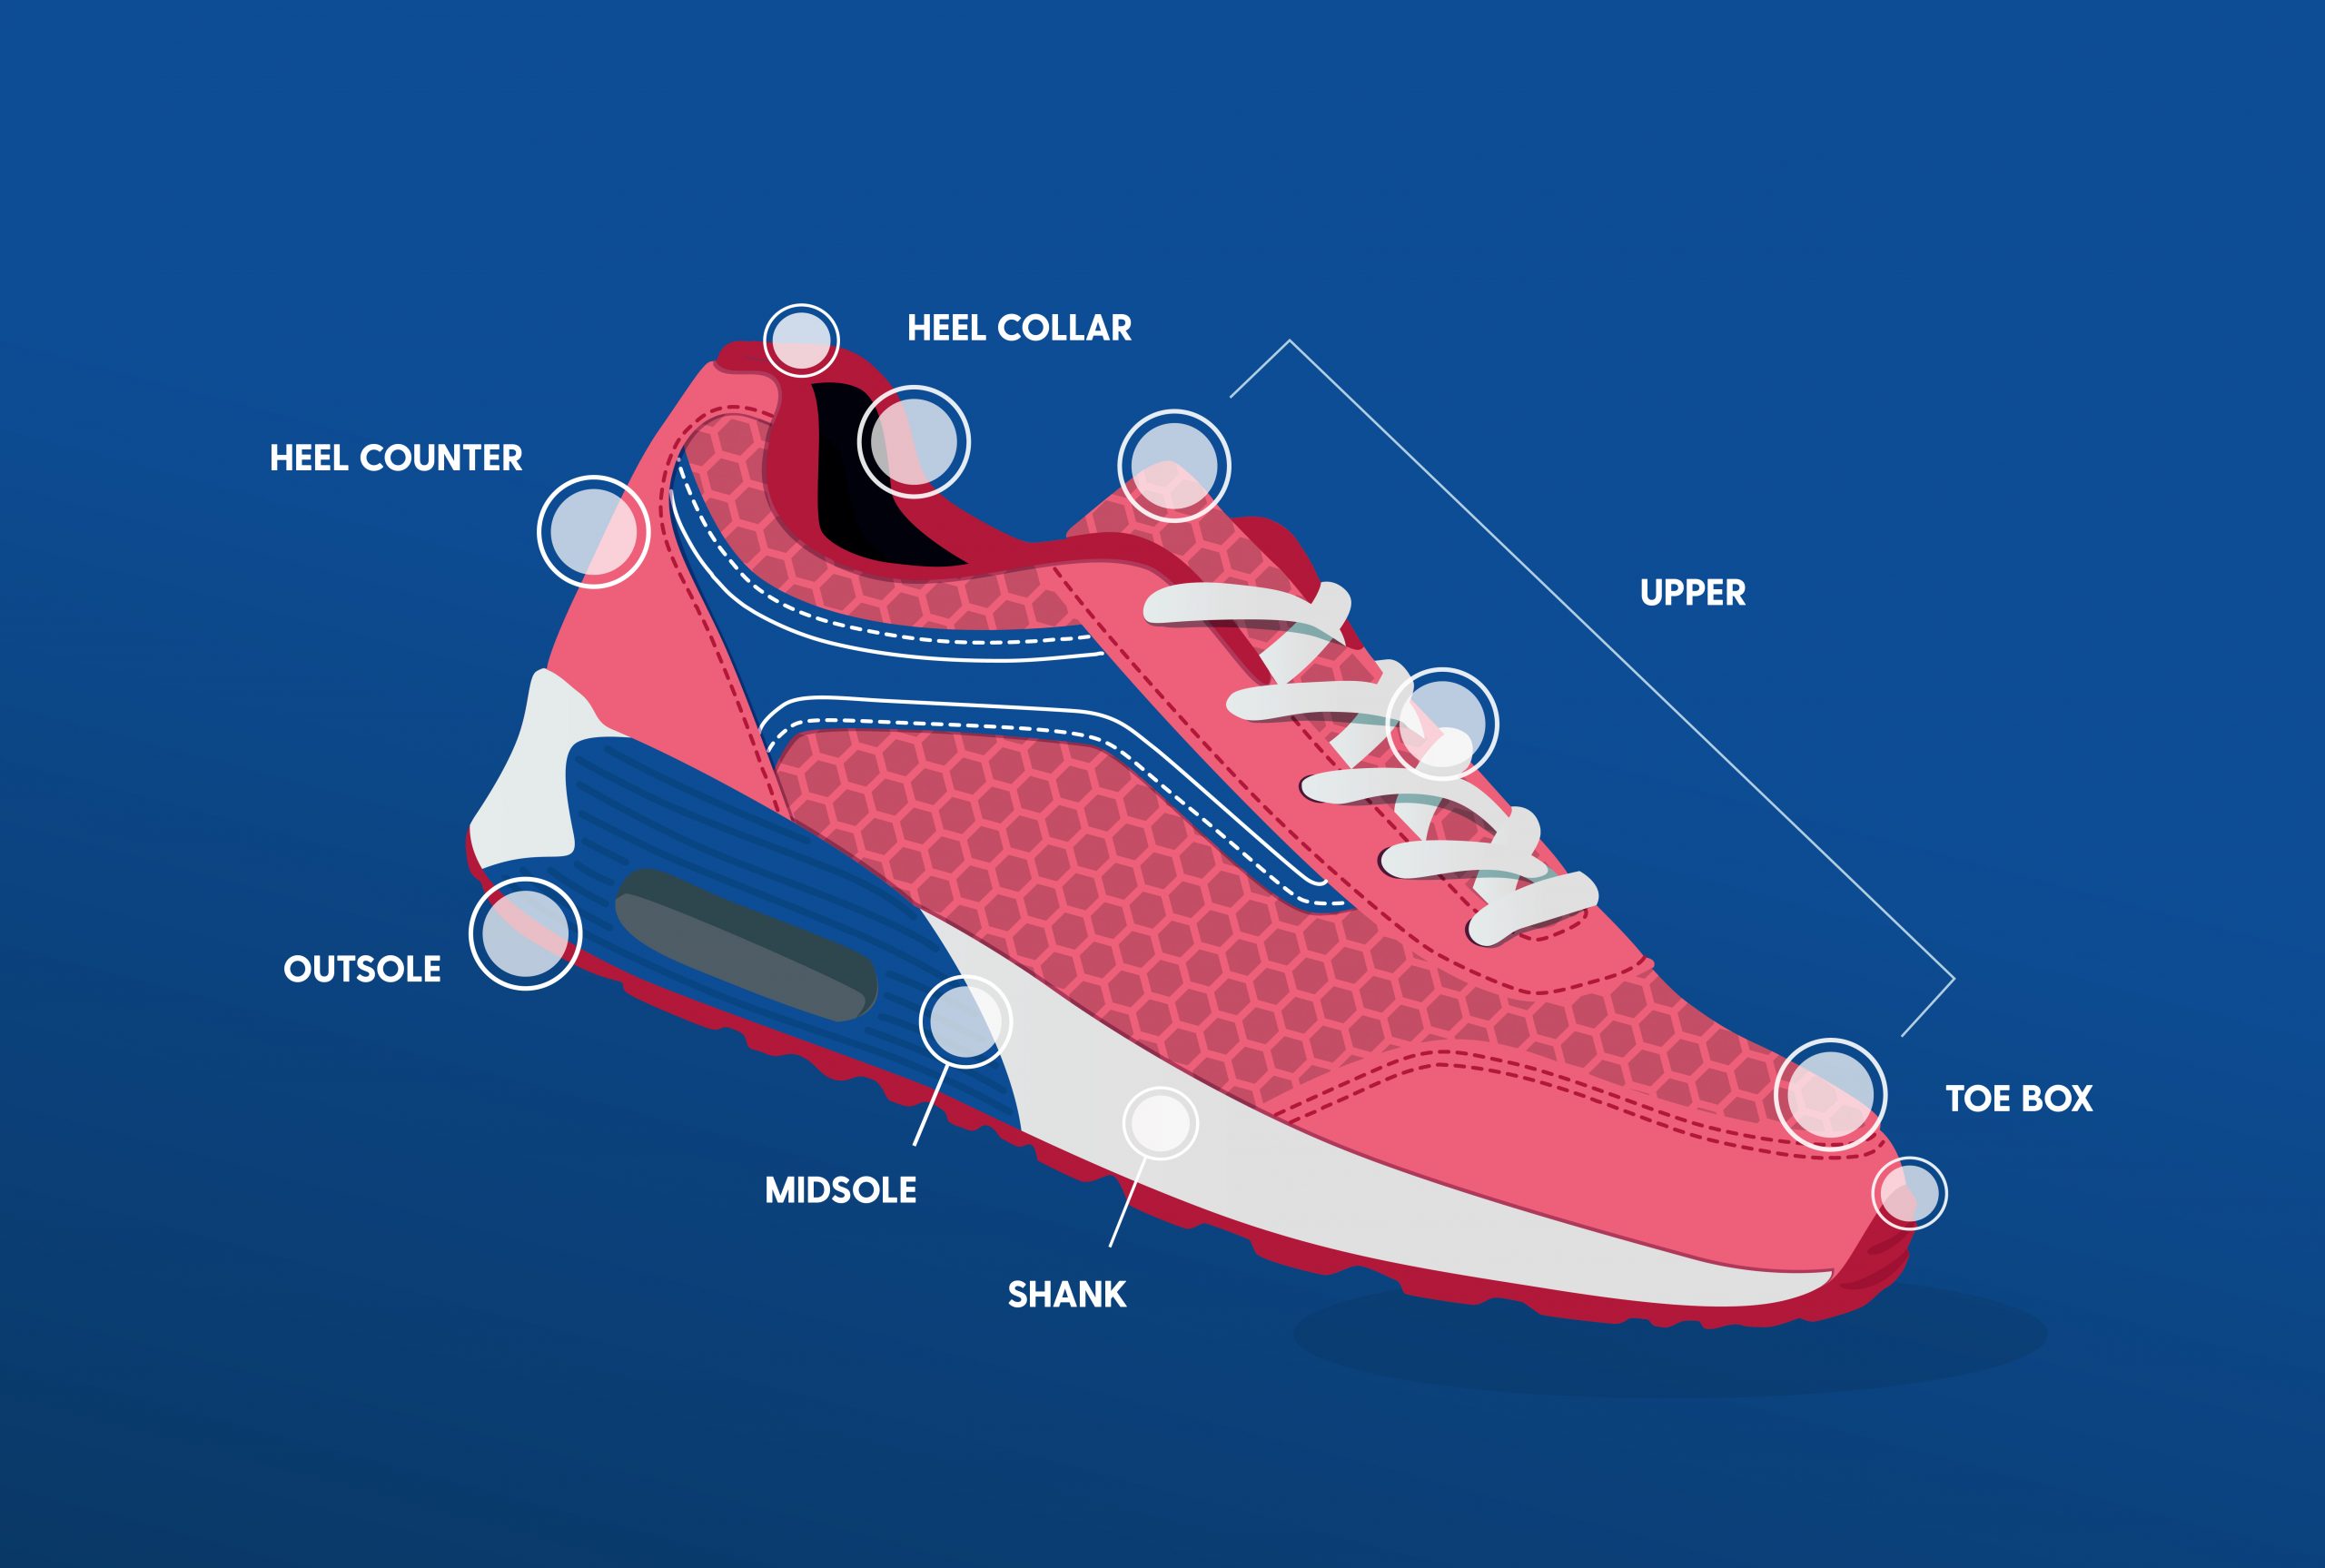 HEEL COLLAR
HEEL COUNTER
UPPER
OUTSOLE
TOE BOX
MIDSOLE
SHANK